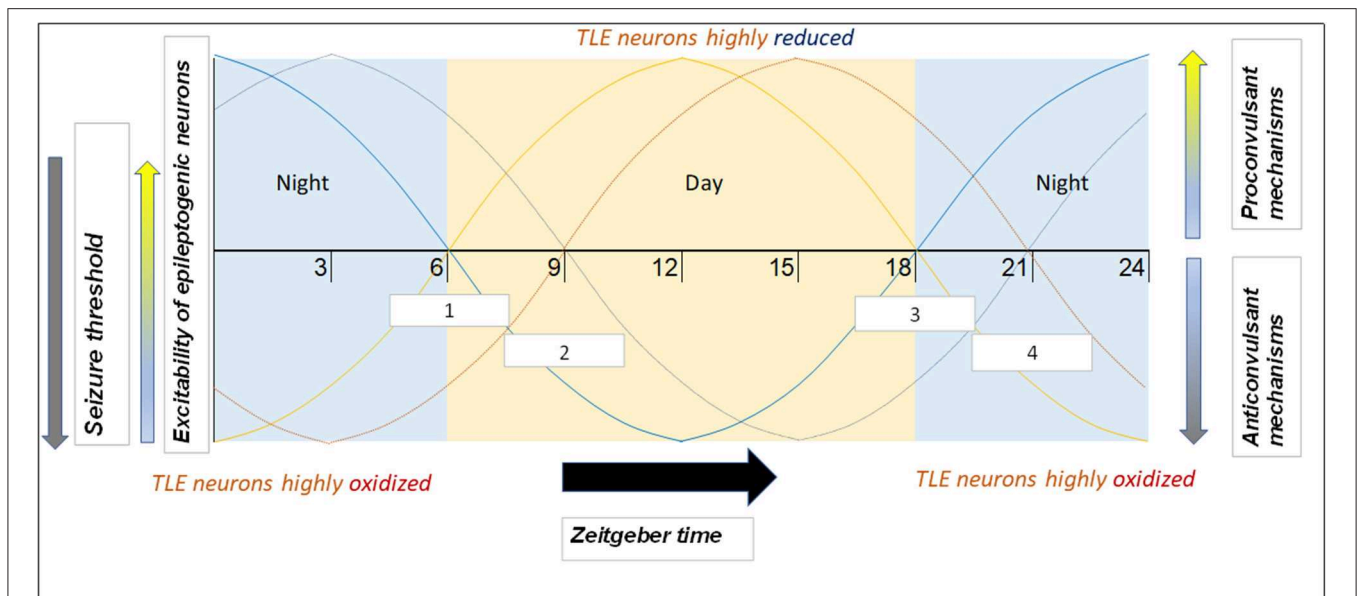 TLE neurons highly reduced
Seizure threshold
Excitability of epileptogenic neurons
Night
Day
Night
Proconvulsant
mechanisms
3
6
9
12
15
18
21
24
1
2
3
4
Anticonvulsant
mechanisms
TLE neurons highly oxidized
TLE neurons highly oxidized
Zeitgeber time